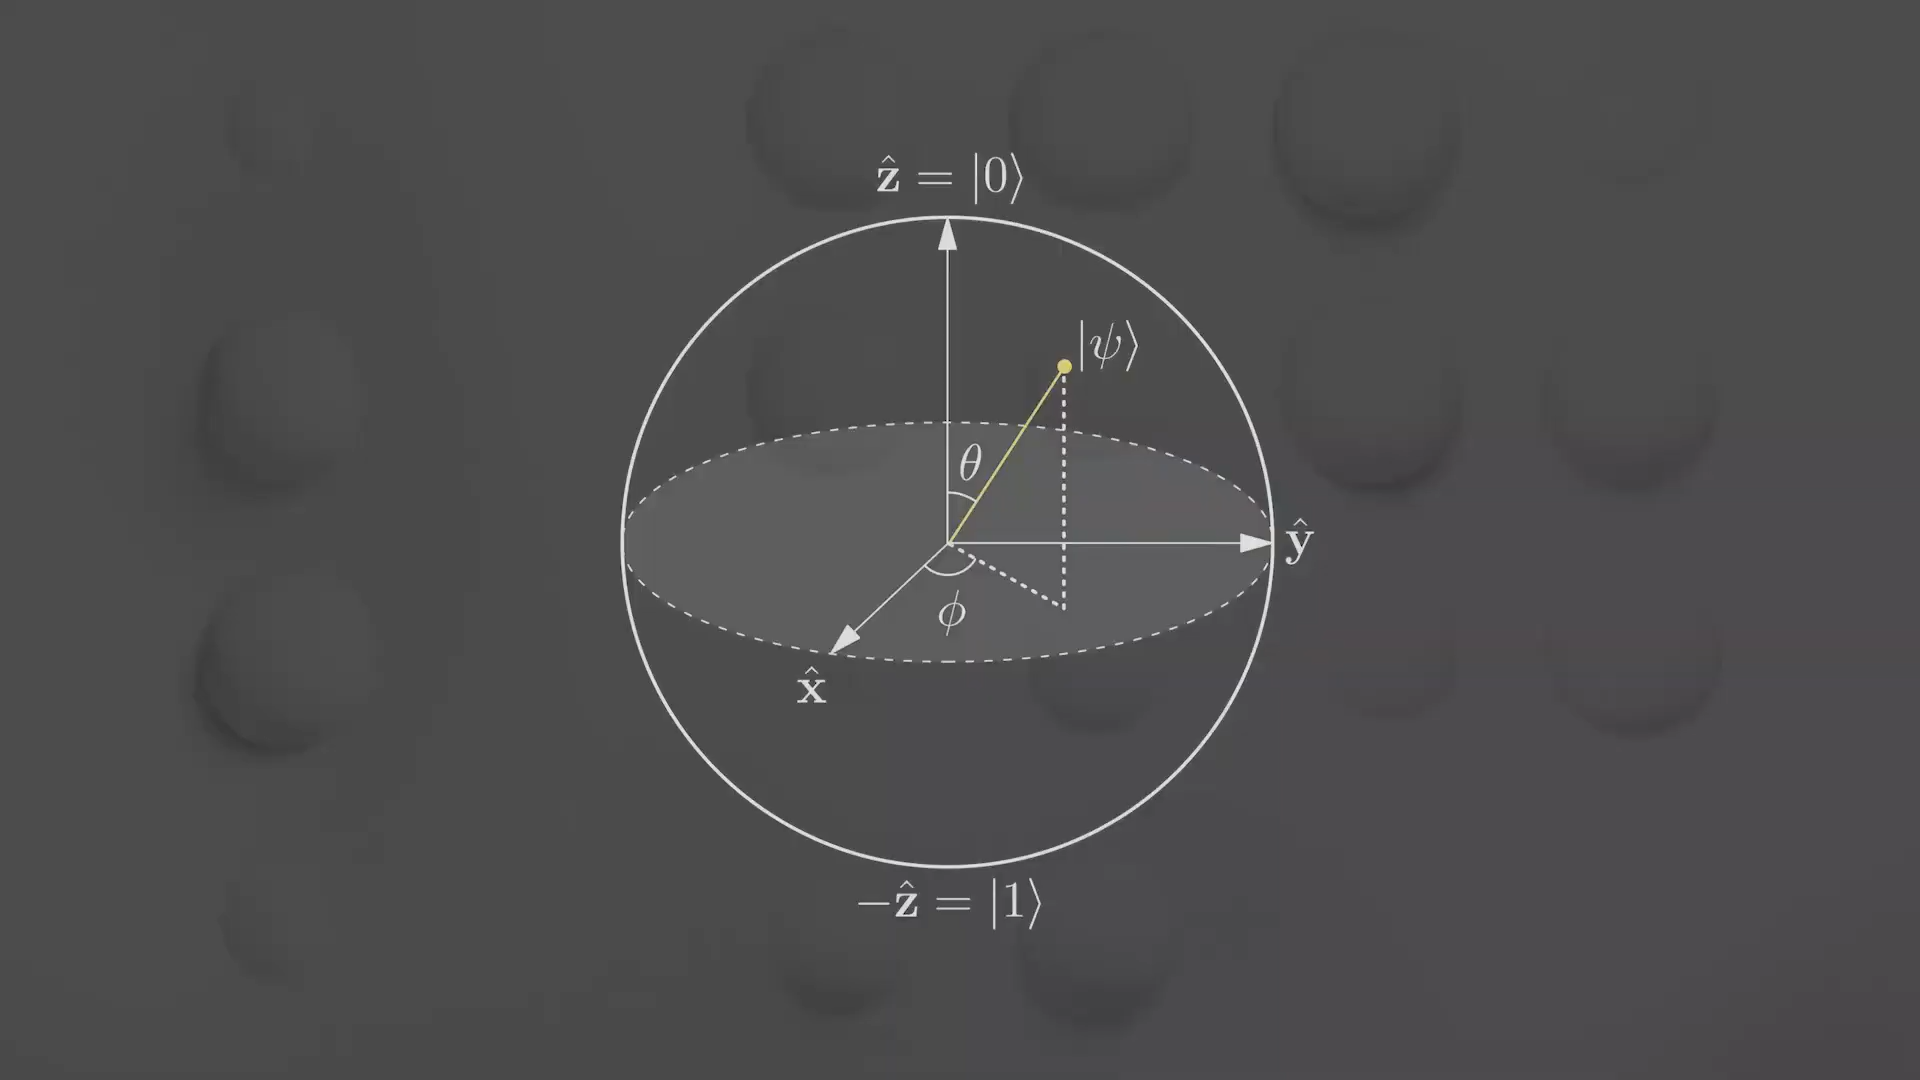 ẑ = |0⟩
|ψ⟩
θ
ŷ
ϕ
x̂
−ẑ = |1⟩